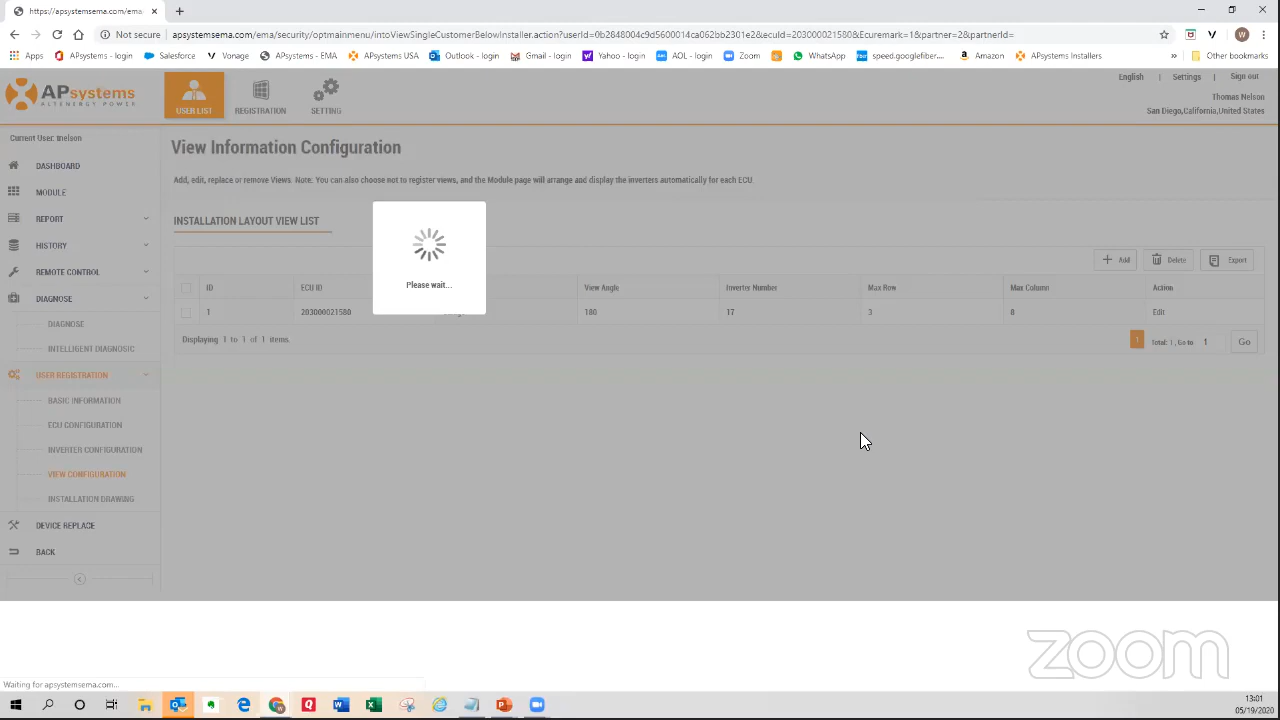 https://apsystemsema.com/ema/
Not secure
apsystemsema.com/ema/security/optmainmenu/intoViewSingleCustomerBelowInstaller.action?userId=0b2848004c9d5600014ca062bb2301e2&ecuId=203000021580&Ecuremark=1&partner=2&partnerId=
W
Apps
APsystems - login
Salesforce
Vonage
APsystems - EMA
Outlook - login
Gmail - login
Yahoo - login
AOL - login
Zoom
WhatsApp
speed.googlefiber....
Amazon
APsystems Installers
»
Other bookmarks
APsystems
ALTENERGY POWER
USER LIST
REGISTRATION
SETTING
English | Settings | Sign out
Thomas Nelson
San Diego,California,United States
Current User: tnelson
DASHBOARD
MODULE
REPORT
HISTORY
REMOTE CONTROL
DIAGNOSE
DIAGNOSE
INTELLIGENT DIAGNOSIC
USER REGISTRATION
BASIC INFORMATION
ECU CONFIGURATION
INVERTER CONFIGURATION
VIEW CONFIGURATION
INSTALLATION DRAWING
DEVICE REPLACE
BACK
View Information Configuration
Add, edit, replace or remove Views. Note: You can also choose not to register views, and the Module page will arrange and display the inverters automatically for each ECU.
INSTALLATION LAYOUT VIEW LIST
Add
Delete
Export
ID ECU ID View Angle Inverter Number Max Row Max Column Action
1 203000021580 180 17 3 8 Edit
Displaying 1 to 1 of 1 items.
1 Total: 1 , Go to 1 Go
Please wait...
zoom
Waiting for apsystemsema.com...
13:01
05/19/2020